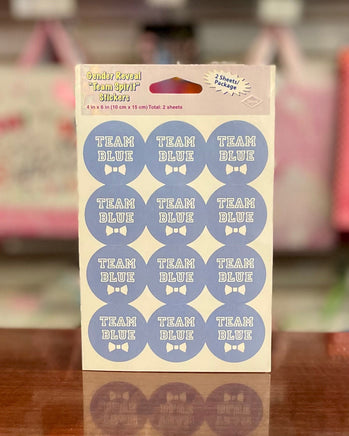 Gender Reveal
"Team Spirit"
Stickers
4 in x 6 in (10 cm x 15 cm) Total: 2 sheets
2 Sheets/
Package
TEAM BLUE TEAM BLUE TEAM BLUE
TEAM BLUE TEAM BLUE TEAM BLUE
TEAM BLUE TEAM BLUE TEAM BLUE
TEAM BLUE TEAM BLUE TEAM BLUE